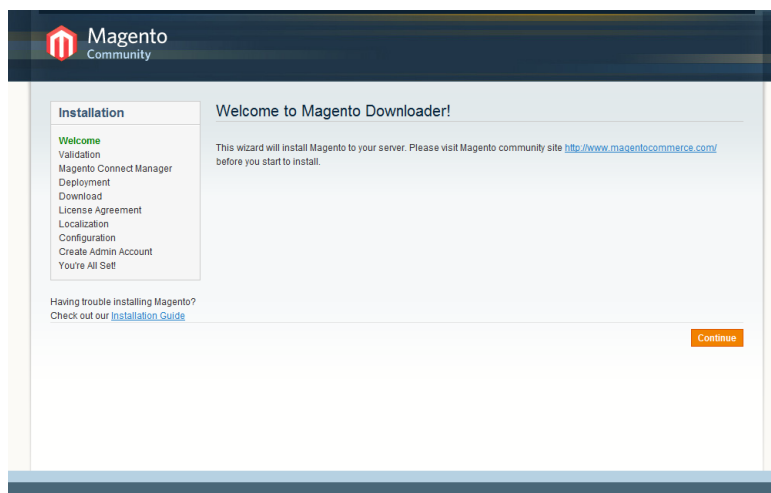 Magento
Community
Installation
Welcome
Validation
Magento Connect Manager
Deployment
Download
License Agreement
Localization
Configuration
Create Admin Account
You're All Set!
Having trouble installing Magento?
Check out our Installation Guide
Welcome to Magento Downloader!
This wizard will install Magento to your server. Please visit Magento community site http://www.magentocommerce.com/
before you start to install.
Continue